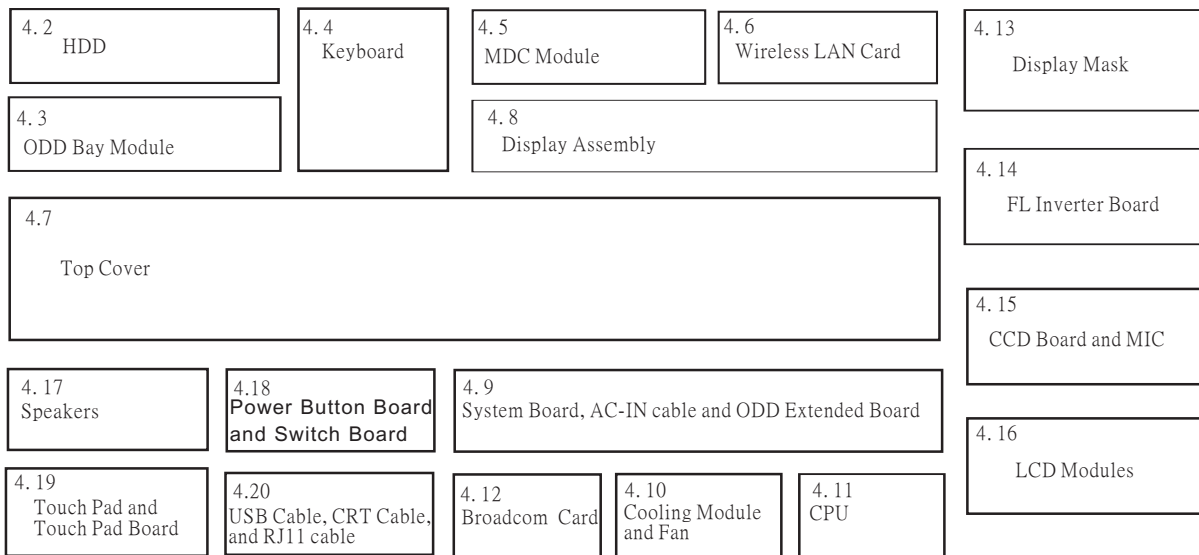 4. 2
HDD
4. 4
Keyboard
4. 5
MDC Module
4. 6
Wireless LAN Card
4. 13
Display Mask
4. 3
ODD Bay Module
4. 8
Display Assembly
4. 14
FL Inverter Board
4.7
Top Cover
4. 15
CCD Board and MIC
4. 17
Speakers
4.18
Power Button Board
and Switch Board
4. 9
System Board, AC-IN cable and ODD Extended Board
4. 16
LCD Modules
4. 19
Touch Pad and
Touch Pad Board
4.20
USB Cable, CRT Cable,
and RJ11 cable
4. 12
Broadcom Card
4. 10
Cooling Module
and Fan
4. 11
CPU